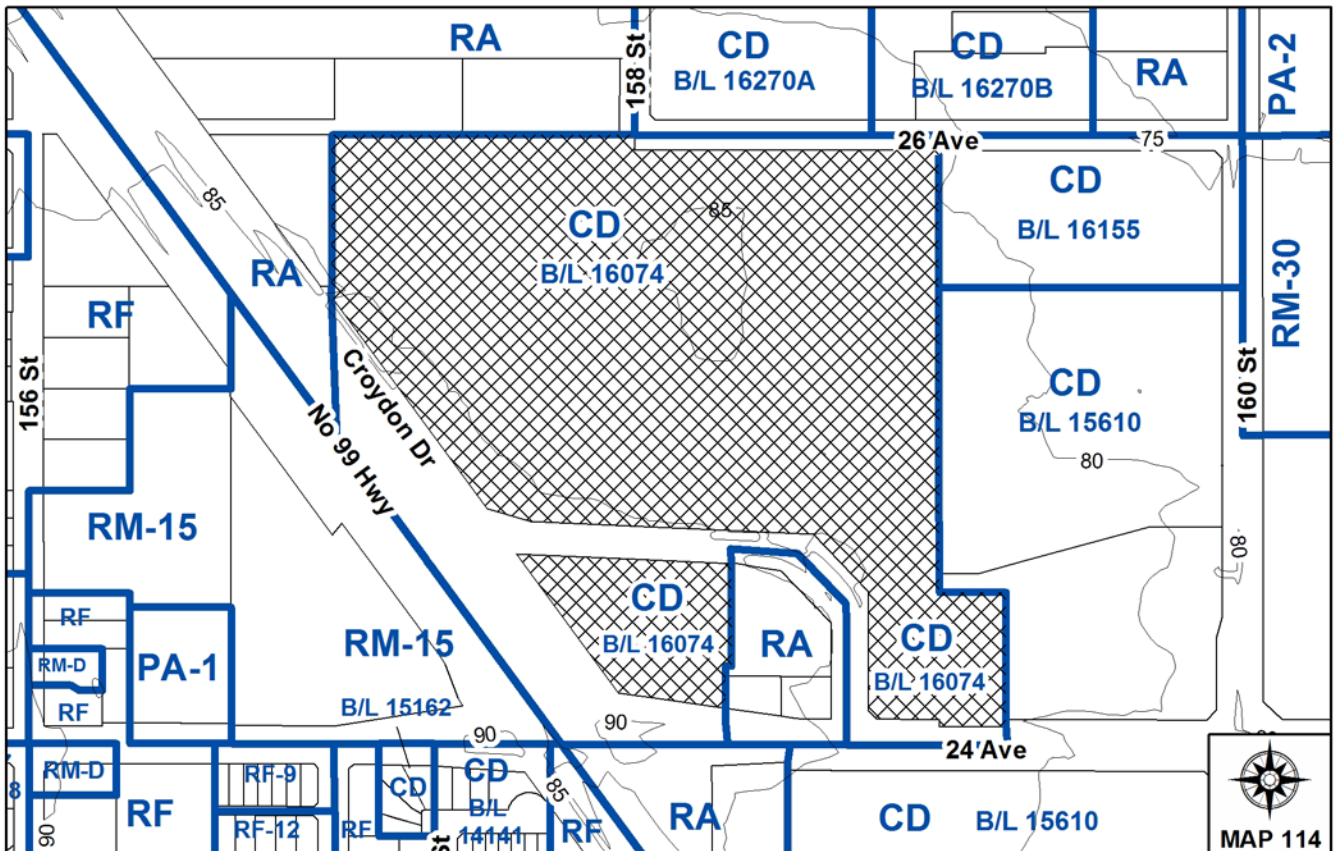 RA
CD
B/L 16270A
CD
B/L 16270B
RA
PA-2
158 St
26 Ave
75
85
CD
B/L 16074
85
CD
B/L 16155
RA
RF
RM-30
156 St
Croydon Dr
No 99 Hwy
CD
B/L 15610
80
160 St
RM-15
80
CD
B/L 16074
RA
CD
B/L 16074
RF
RM-D
RF
PA-1
RM-15
B/L 15162
90
90
24 Ave
8
RM-D
RF-9
CD
CD
B/L
14141
85
90
RF
RF-12
RF
St
RF
RA
CD
B/L 15610
MAP 114